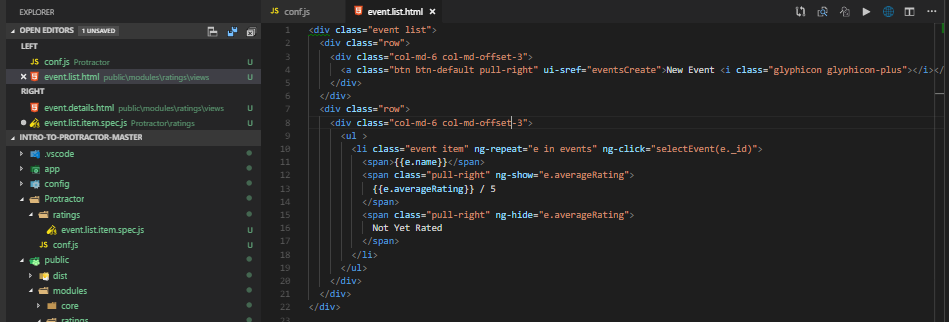 EXPLORER
OPEN EDITORS 1 UNSAVED
LEFT
JS conf.js Protractor U
event.list.html public\modules\ratings\views U
RIGHT
event.details.html public\modules\ratings\views U
event.list.item.spec.js Protractor\ratings U
INTRO-TO-PROTRACTOR-MASTER
.vscode
app
config
Protractor
ratings
event.list.item.spec.js U
JS conf.js U
public
dist
modules
core
ratings
JS conf.js
event.list.html
1 <div class="event list">
2 <div class="row">
3 <div class="col-md-6 col-md-offset-3">
4 <a class="btn btn-default pull-right" ui-sref="eventsCreate">New Event <i class="glyphicon glyphicon-plus"></i></
5 </div>
6 </div>
7 <div class="row">
8 <div class="col-md-6 col-md-offset-3">
9 <ul >
10 <li class="event item" ng-repeat="e in events" ng-click="selectEvent(e._id)">
11 <span>{{e.name}}</span>
12 <span class="pull-right" ng-show="e.averageRating">
13 {{e.averageRating}} / 5
14 </span>
15 <span class="pull-right" ng-hide="e.averageRating">
16 Not Yet Rated
17 </span>
18 </li>
19 </ul>
20 </div>
21 </div>
22 </div>
23